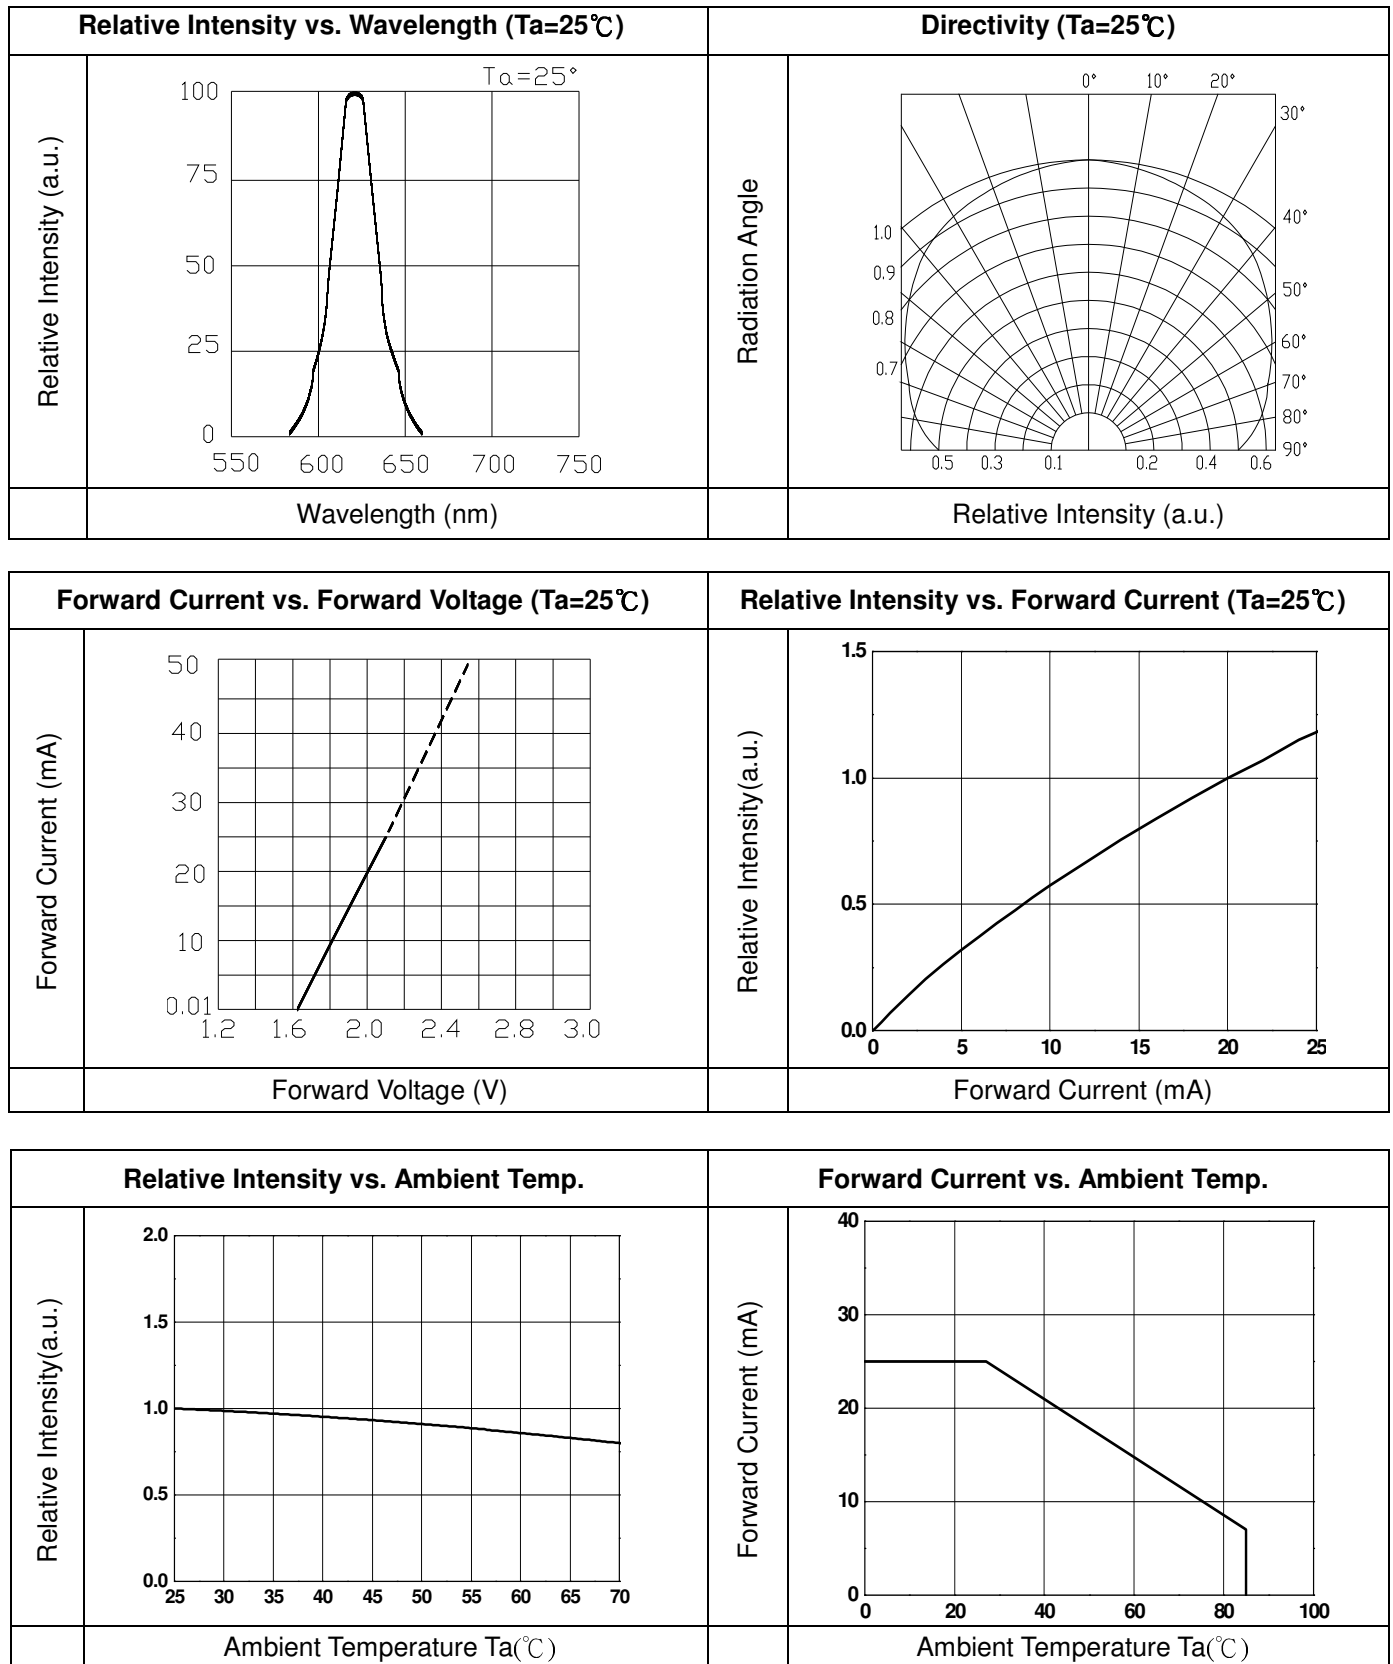 Relative Intensity vs. Wavelength (Ta=25℃)
Directivity (Ta=25℃)
Relative Intensity (a.u.)
Ta=25°
100
75
50
25
0
550 600 650 700 750
Wavelength (nm)
Radiation Angle
0° 10° 20°
30°
40°
50°
60°
70°
80°
90°
1.0
0.9
0.8
0.7
0.5 0.3 0.1 0.2 0.4 0.6
Relative Intensity (a.u.)
Forward Current vs. Forward Voltage (Ta=25℃)
Relative Intensity vs. Forward Current (Ta=25℃)
Forward Current (mA)
50
40
30
20
10
0.01
1.2 1.6 2.0 2.4 2.8 3.0
Forward Voltage (V)
Relative Intensity(a.u.)
1.5
1.0
0.5
0.0
0 5 10 15 20 25
Forward Current (mA)
Relative Intensity vs. Ambient Temp.
Forward Current vs. Ambient Temp.
Relative Intensity(a.u.)
2.0
1.5
1.0
0.5
0.0
25 30 35 40 45 50 55 60 65 70
Ambient Temperature Ta(℃)
Forward Current (mA)
40
30
20
10
0
0 20 40 60 80 100
Ambient Temperature Ta(℃)